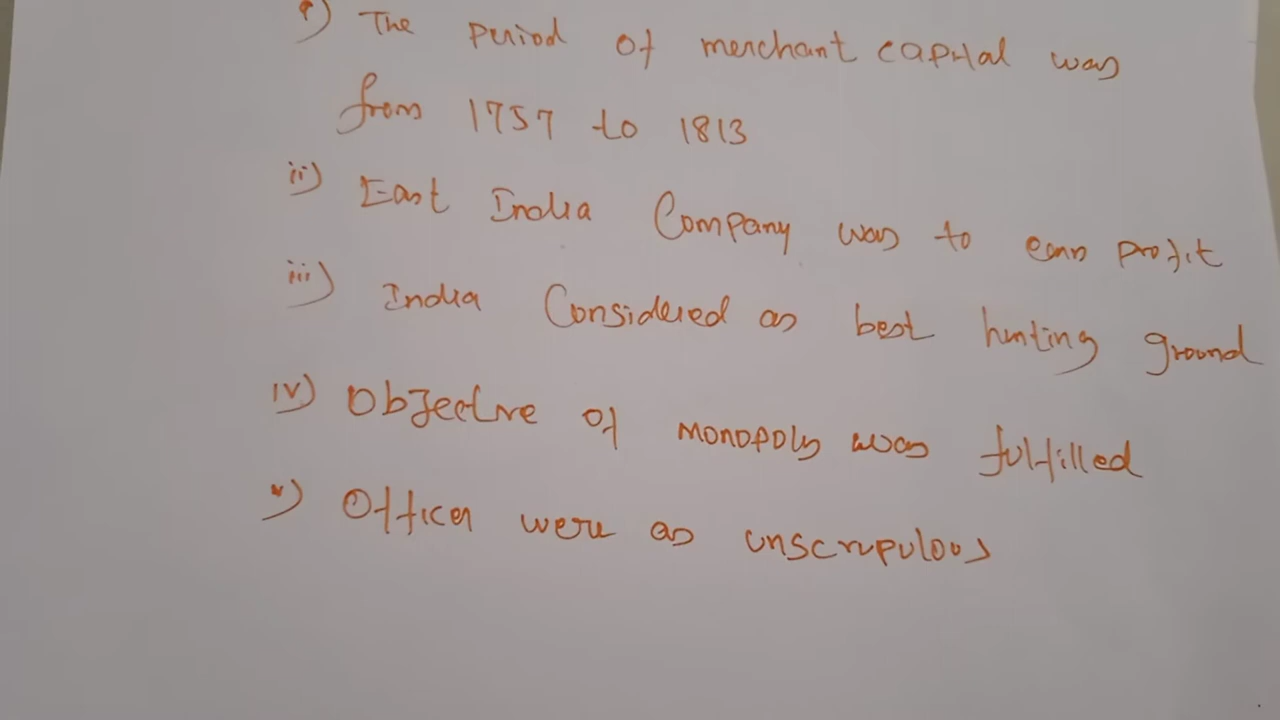 i) The period of merchant capital was
from 1757 to 1813
ii) East India Company was to earn profit
iii) India Considered as best hunting ground
iv) Objective of monopoly was fulfilled
v) Officer were as unscrupulous